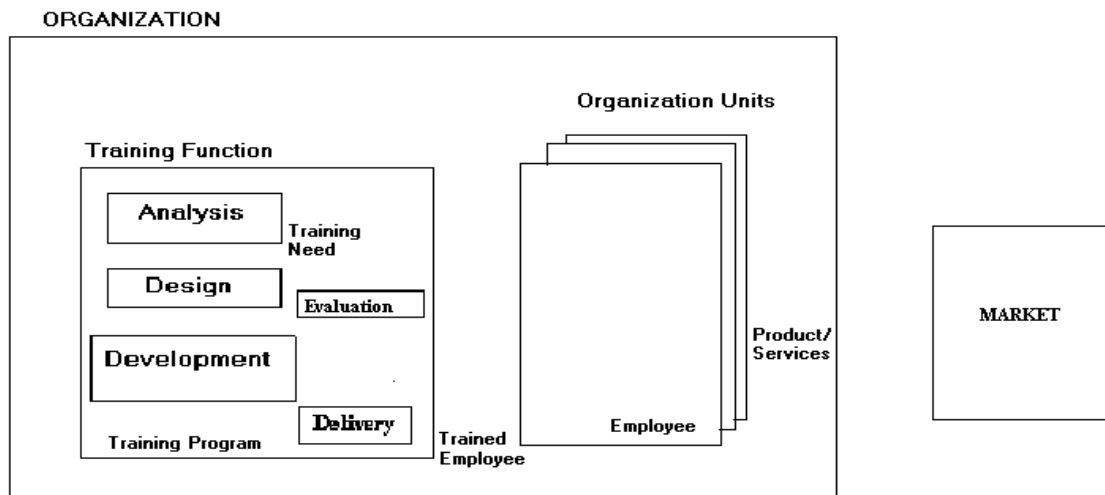 ORGANIZATION
Organization Units
Training Function
Analysis
Training
Need
Design
Evaluation
MARKET
Product/
Services
Development
Delivery
Employee
Training Program
Trained
Employee